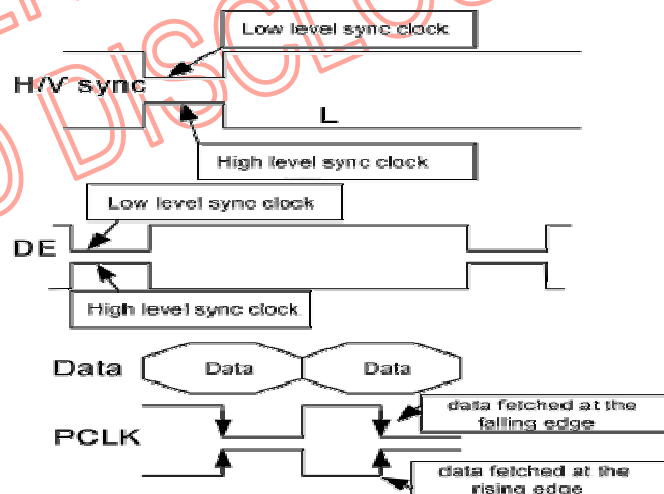 Low level sync clock
H/V sync
L
High level sync clock
Low level sync clock
DE
High level sync clock
Data
Data
Data
data fetched at the
falling edge
PCLK
data fetched at the
rising edge